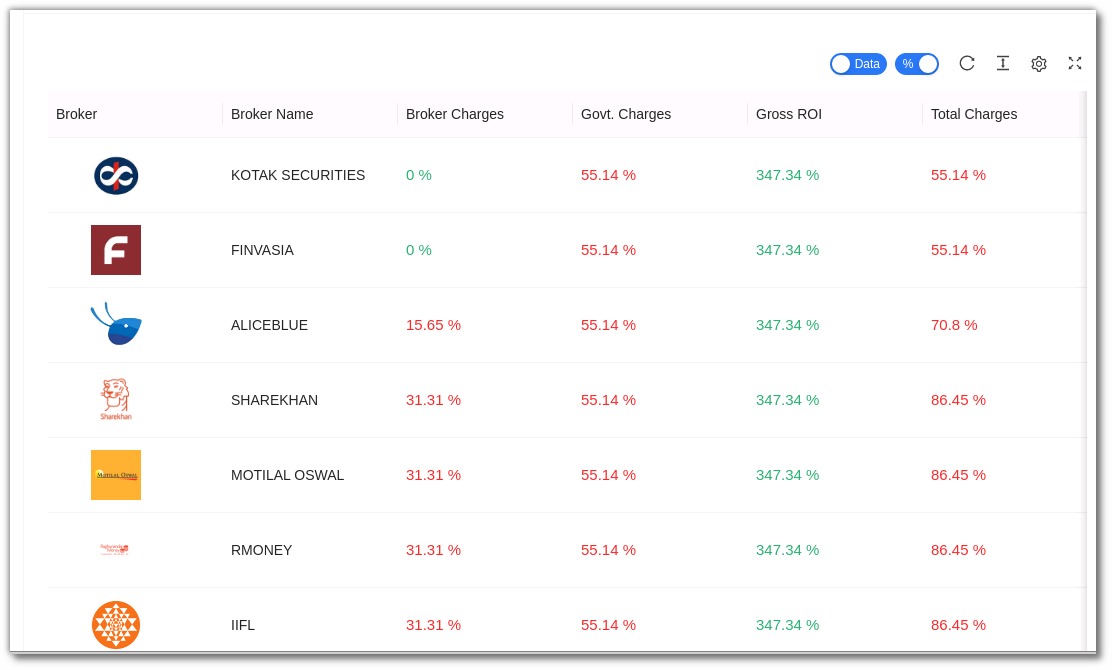 Data %
Broker Broker Name Broker Charges Govt. Charges Gross ROI Total Charges
KOTAK SECURITIES 0 % 55.14 % 347.34 % 55.14 %
F FINVASIA 0 % 55.14 % 347.34 % 55.14 %
ALICEBLUE 15.65 % 55.14 % 347.34 % 70.8 %
SHAREKHAN 31.31 % 55.14 % 347.34 % 86.45 %
Sharekhan
MOTILAL OSWAL MOTILAL OSWAL 31.31 % 55.14 % 347.34 % 86.45 %
RMONEY 31.31 % 55.14 % 347.34 % 86.45 %
IIFL 31.31 % 55.14 % 347.34 % 86.45 %